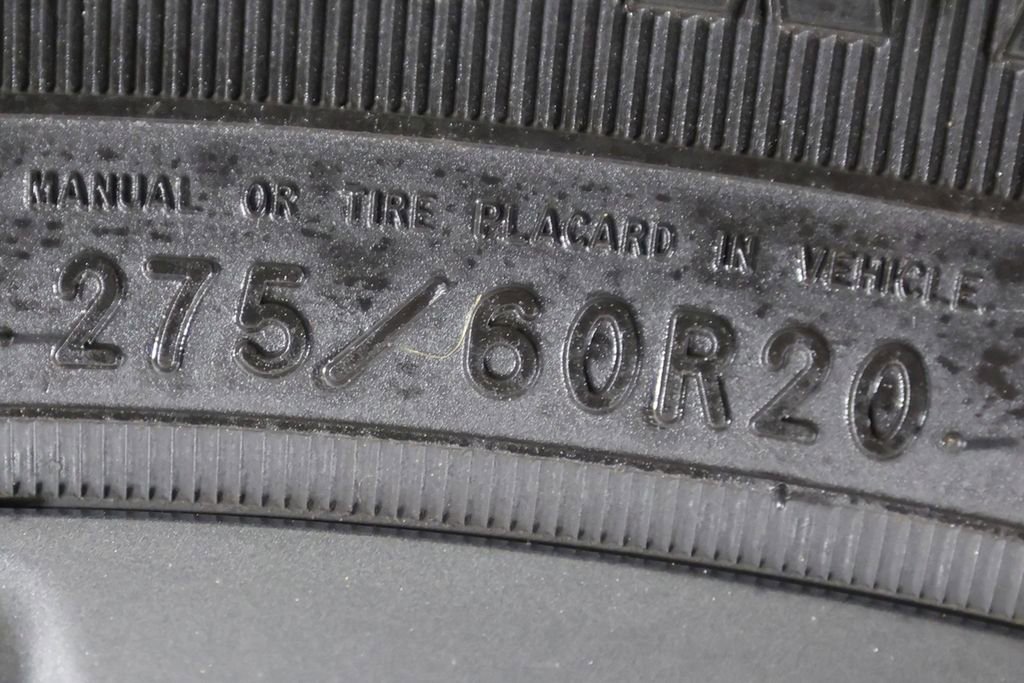 MANUAL OR TIRE PLACARD IN VEHICLE
275/60R20